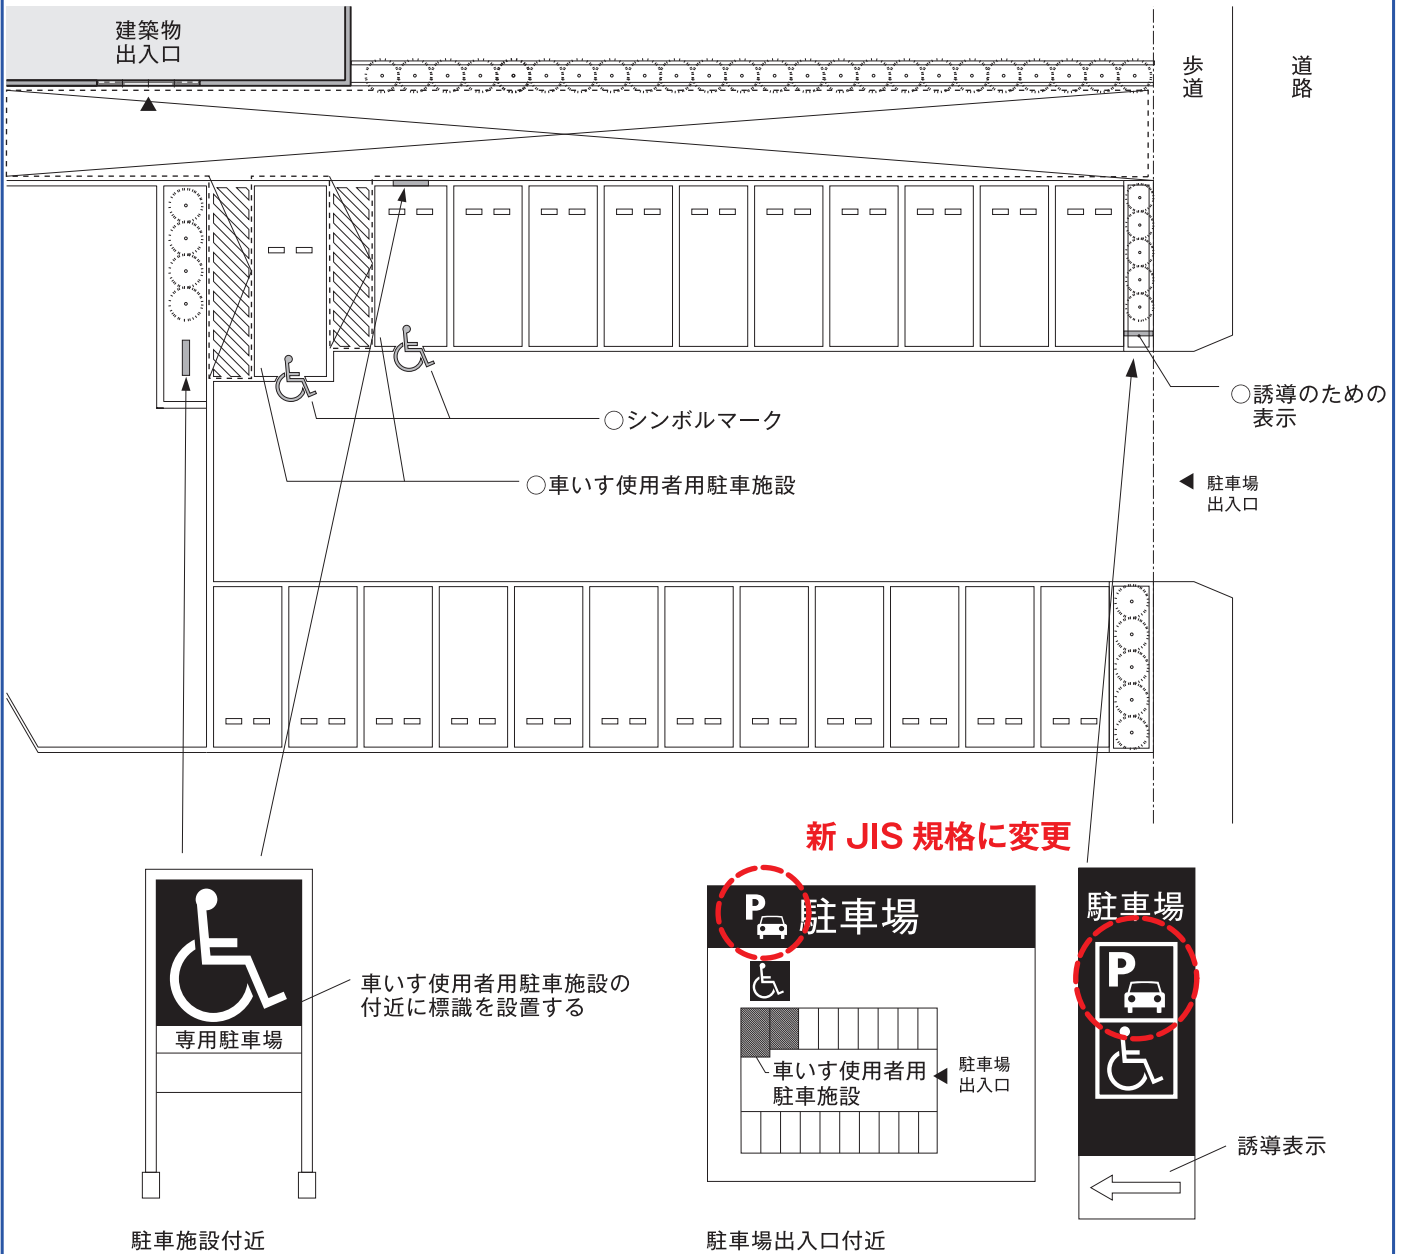 建築物
出入口
歩道
道路
○誘導のための
表示
○シンボルマーク
○車いす使用者用駐車施設
駐車場
出入口
新 JIS 規格に変更
専用駐車場
車いす使用者用駐車施設の
付近に標識を設置する
駐車施設付近
P
駐車場
車いす使用者用
駐車施設
駐車場
出入口
駐車場出入口付近
駐車場
P
誘導表示